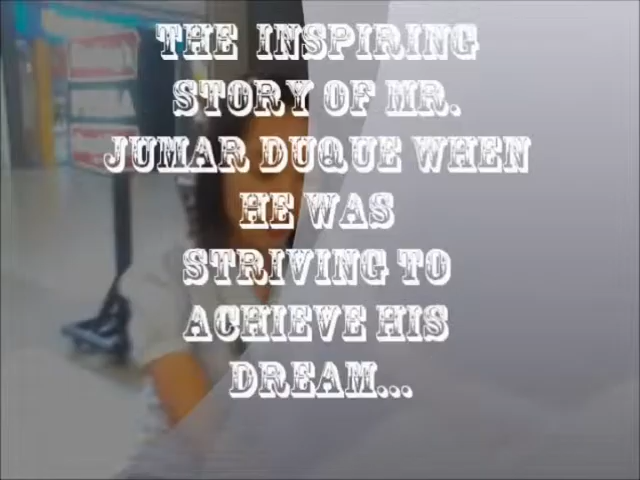 THE INSPIRING
STORY OF MR.
JUMAR DUQUE WHEN
HE WAS
STRIVING TO
ACHIEVE HIS
DREAM...